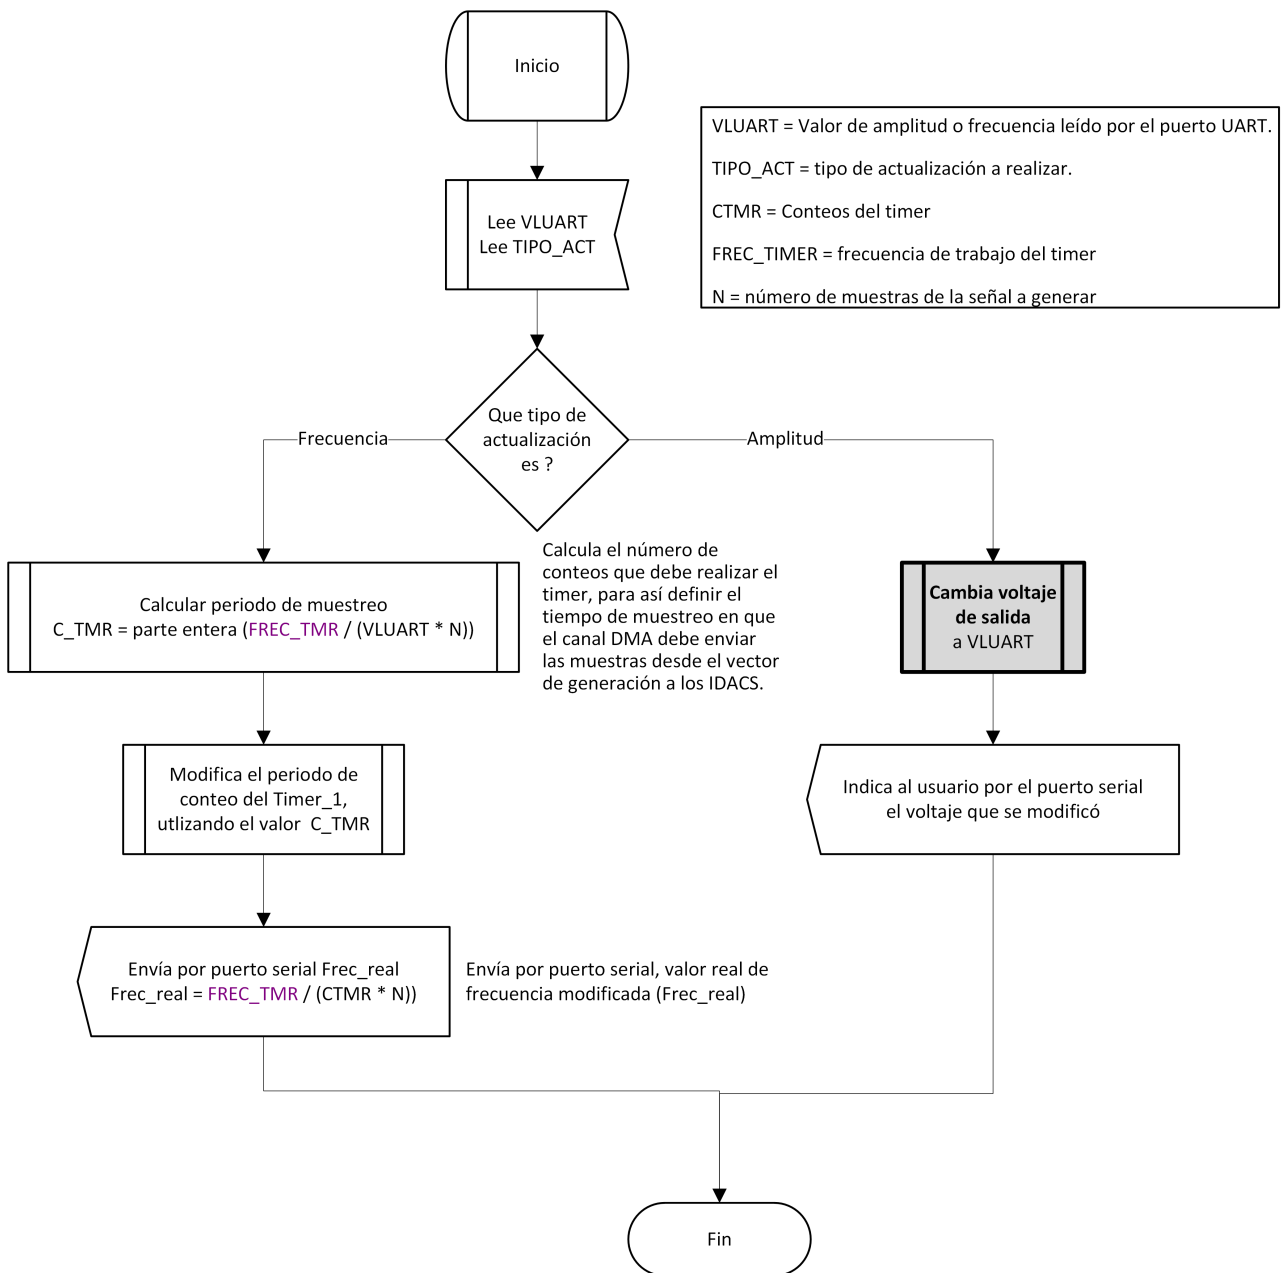 Inicio
VLUART = Valor de amplitud o frecuencia leído por el puerto UART.
TIPO_ACT = tipo de actualización a realizar.
CTMR = Conteos del timer
FREC_TIMER = frecuencia de trabajo del timer
N = número de muestras de la señal a generar
Lee VLUART
Lee TIPO_ACT
Que tipo de
actualización
es ?
Frecuencia
Amplitud
Calcular periodo de muestreo
C_TMR = parte entera (FREC_TMR / (VLUART * N))
Calcula el número de
conteos que debe realizar el
timer, para así definir el
tiempo de muestreo en que
el canal DMA debe enviar
las muestras desde el vector
de generación a los IDACS.
Cambia voltaje
de salida
a VLUART
Modifica el periodo de
conteo del Timer_1,
utlizando el valor  C_TMR
Indica al usuario por el puerto serial
el voltaje que se modificó
Envía por puerto serial Frec_real
Frec_real = FREC_TMR / (CTMR * N))
Envía por puerto serial, valor real de
frecuencia modificada (Frec_real)
Fin